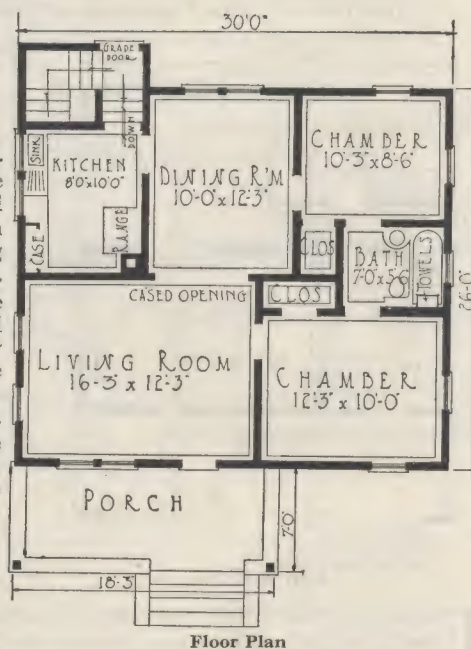 30'0"
GRADE
DOOR
DOWN
SINK
KITCHEN
8'0"x10'0"
RANGE
CASE
DINING R'M
10'-0" x 12'-3"
CHAMBER
10'-3" x 8'-6"
CLOS
BATH
7'0"x5'6"
TOWELS
26'-0"
CASED OPENING
CLOS
LIVING ROOM
16'-3" x 12'-3"
CHAMBER
12'-3" x 10'-0"
PORCH
7'-0"
18'-3"
Floor Plan